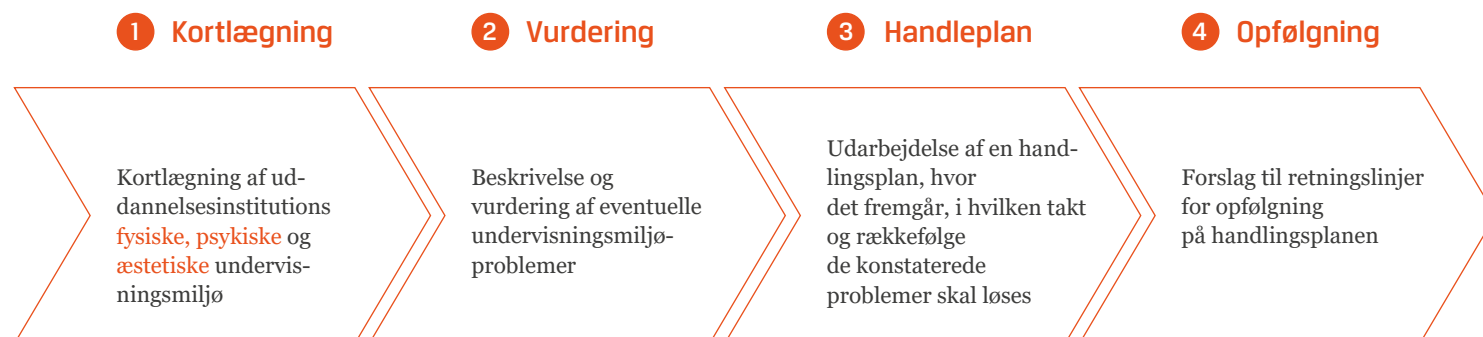 1 Kortlægning
Kortlægning af ud-
dannelsesinstitutions
fysiske, psykiske og
æstetiske undervis-
ningsmiljø
2 Vurdering
Beskrivelse og
vurdering af eventuelle
undervisningsmiljø-
problemer
3 Handleplan
Udarbejdelse af en hand-
lingsplan, hvor
det fremgår, i hvilken takt
og rækkefølge
de konstaterede
problemer skal løses
4 Opfølgning
Forslag til retningslinjer
for opfølgning
på handlingsplanen